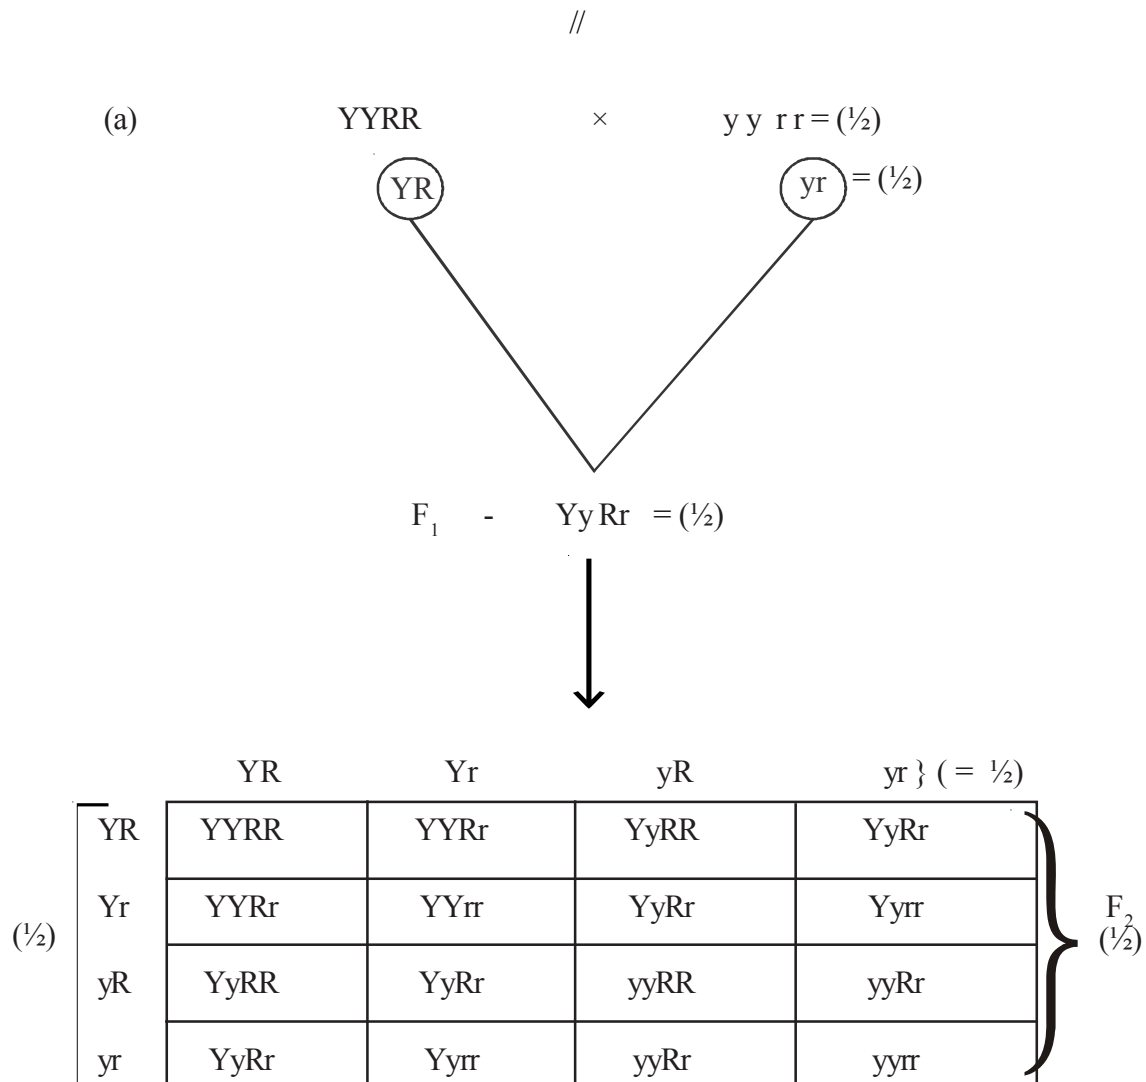 //
(a) YYRR × y y r r = (½)
YR yr = (½)
F₁ - Yy Rr = (½)
YR Yr yR yr } ( = ½)
YR YYRR YYRr YyRR YyRr
Yr YYRr YYrr YyRr Yyrr F₂
(½) (½)
yR YyRR YyRr yyRR yyRr
yr YyRr Yyrr yyRr yyrr